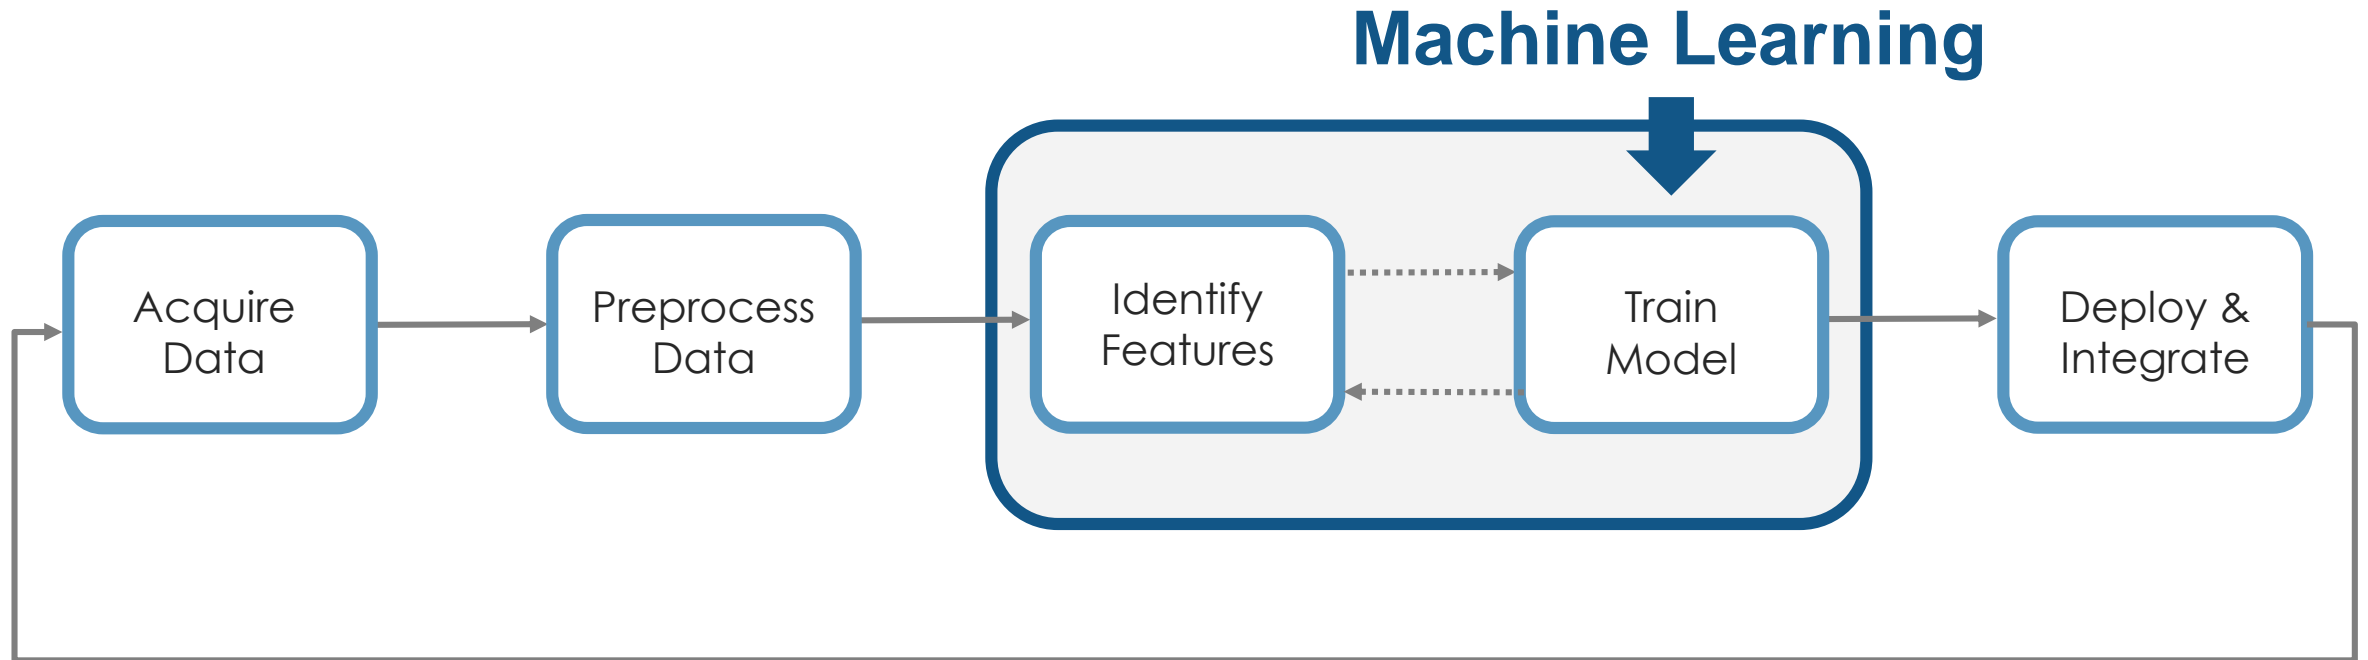 Machine Learning
Acquire
Data
Preprocess
Data
Identify
Features
Train
Model
Deploy &
Integrate